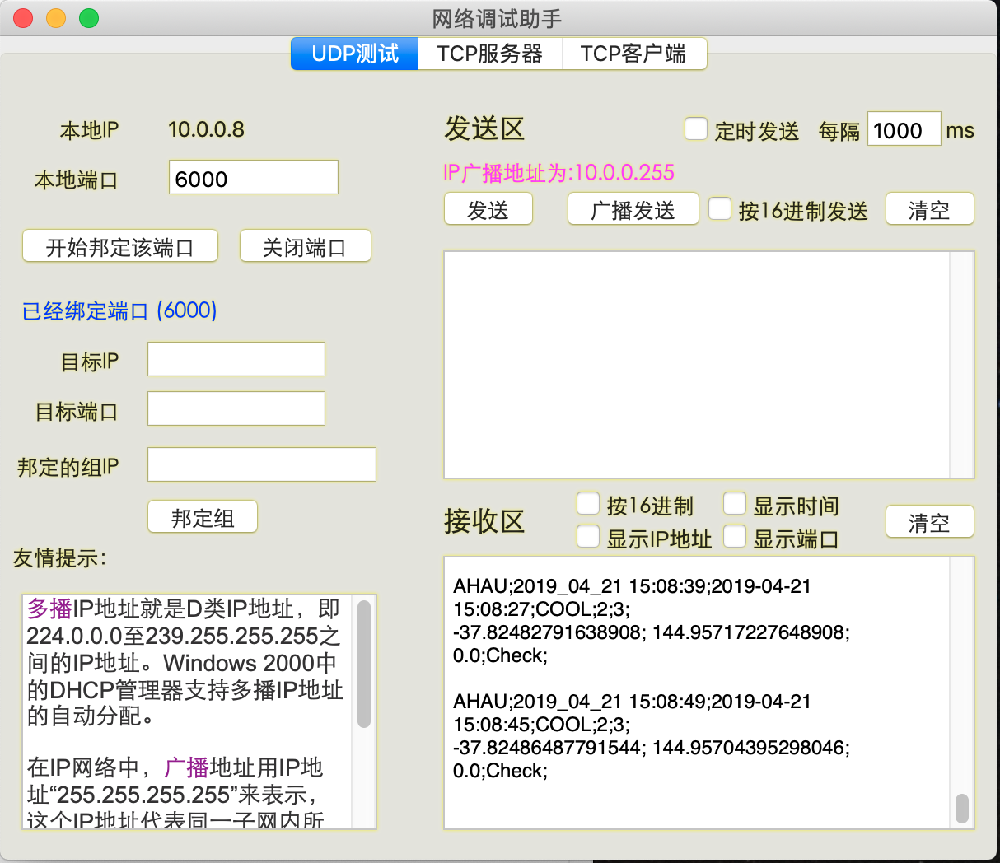 网络调试助手
UDP测试
TCP服务器
TCP客户端
本地IP
10.0.0.8
本地端口
6000
开始邦定该端口
关闭端口
已经绑定端口 (6000)
目标IP
目标端口
邦定的组IP
邦定组
友情提示：
多播IP地址就是D类IP地址，即
224.0.0.0至239.255.255.255之
间的IP地址。Windows 2000中
的DHCP管理器支持多播IP地址
的自动分配。
在IP网络中，广播地址用IP地
址“255.255.255.255”来表示，
这个IP地址代表同一子网内所
发送区
定时发送
每隔
1000
ms
IP广播地址为:10.0.0.255
发送
广播发送
按16进制发送
清空
接收区
按16进制
显示时间
显示IP地址
显示端口
清空
AHAU;2019_04_21 15:08:39;2019-04-21
15:08:27;COOL;2;3;
-37.82482791638908; 144.95717227648908;
0.0;Check;
AHAU;2019_04_21 15:08:49;2019-04-21
15:08:45;COOL;2;3;
-37.82486487791544; 144.95704395298046;
0.0;Check;